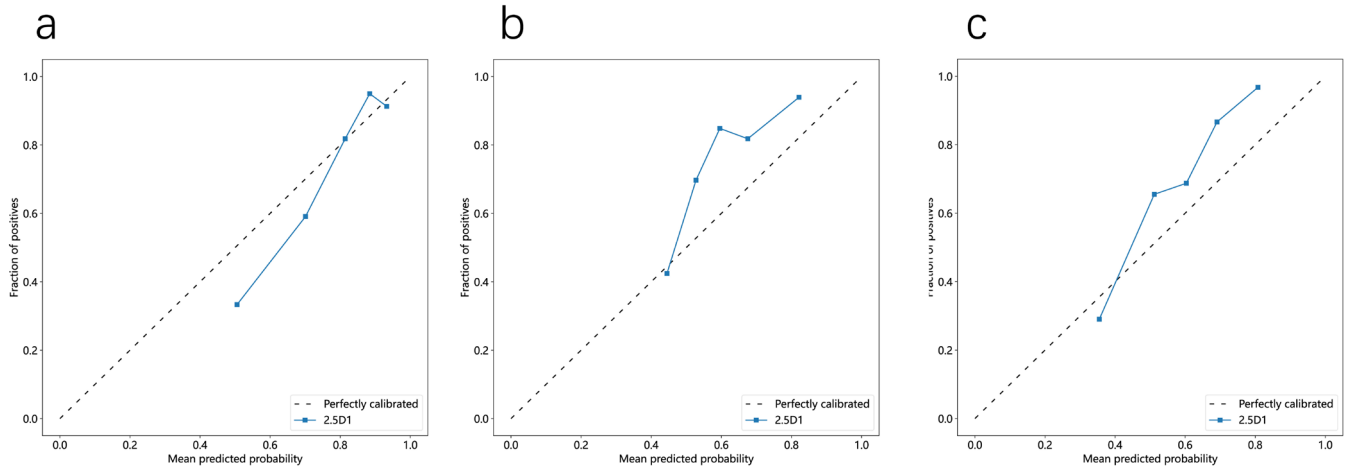 a
1.0
0.8
0.6
0.4
0.2
0.0
Fraction of positives
0.0 0.2 0.4 0.6 0.8 1.0
Mean predicted probability
Perfectly calibrated
2.5D1
b
1.0
0.8
0.6
0.4
0.2
0.0
Fraction of positives
0.0 0.2 0.4 0.6 0.8 1.0
Mean predicted probability
Perfectly calibrated
2.5D1
c
1.0
0.8
0.6
0.4
0.2
0.0
Fraction of positives
0.0 0.2 0.4 0.6 0.8 1.0
Mean predicted probability
Perfectly calibrated
2.5D1